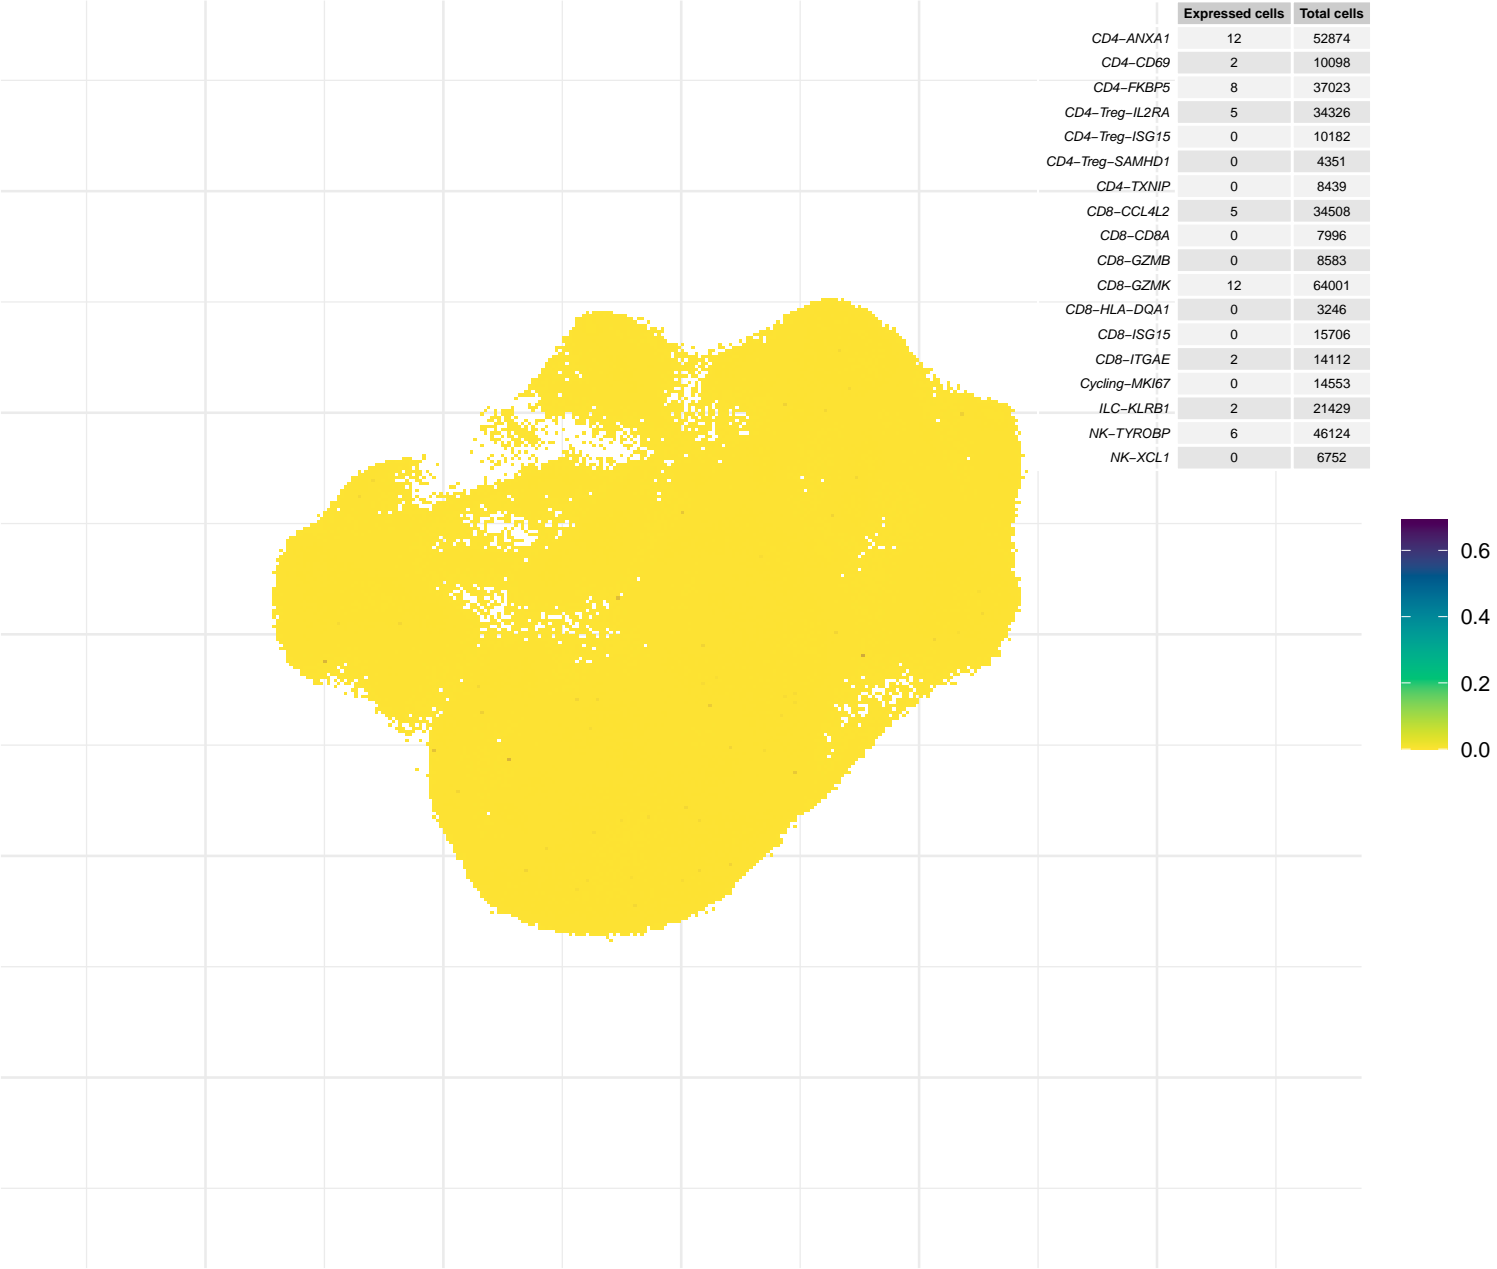 Expressed cells Total cells
CD4−ANXA1 12 52874
CD4−CD69 2 10098
CD4−FKBP5 8 37023
CD4−Treg−IL2RA 5 34326
CD4−Treg−ISG15 0 10182
CD4−Treg−SAMHD1 0 4351
CD4−TXNIP 0 8439
CD8−CCL4L2 5 34508
CD8−CD8A 0 7996
CD8−GZMB 0 8583
CD8−GZMK 12 64001
CD8−HLA−DQA1 0 3246
CD8−ISG15 0 15706
CD8−ITGAE 2 14112
Cycling−MKI67 0 14553
ILC−KLRB1 2 21429
NK−TYROBP 6 46124
NK−XCL1 0 6752
0.6
0.4
0.2
0.0